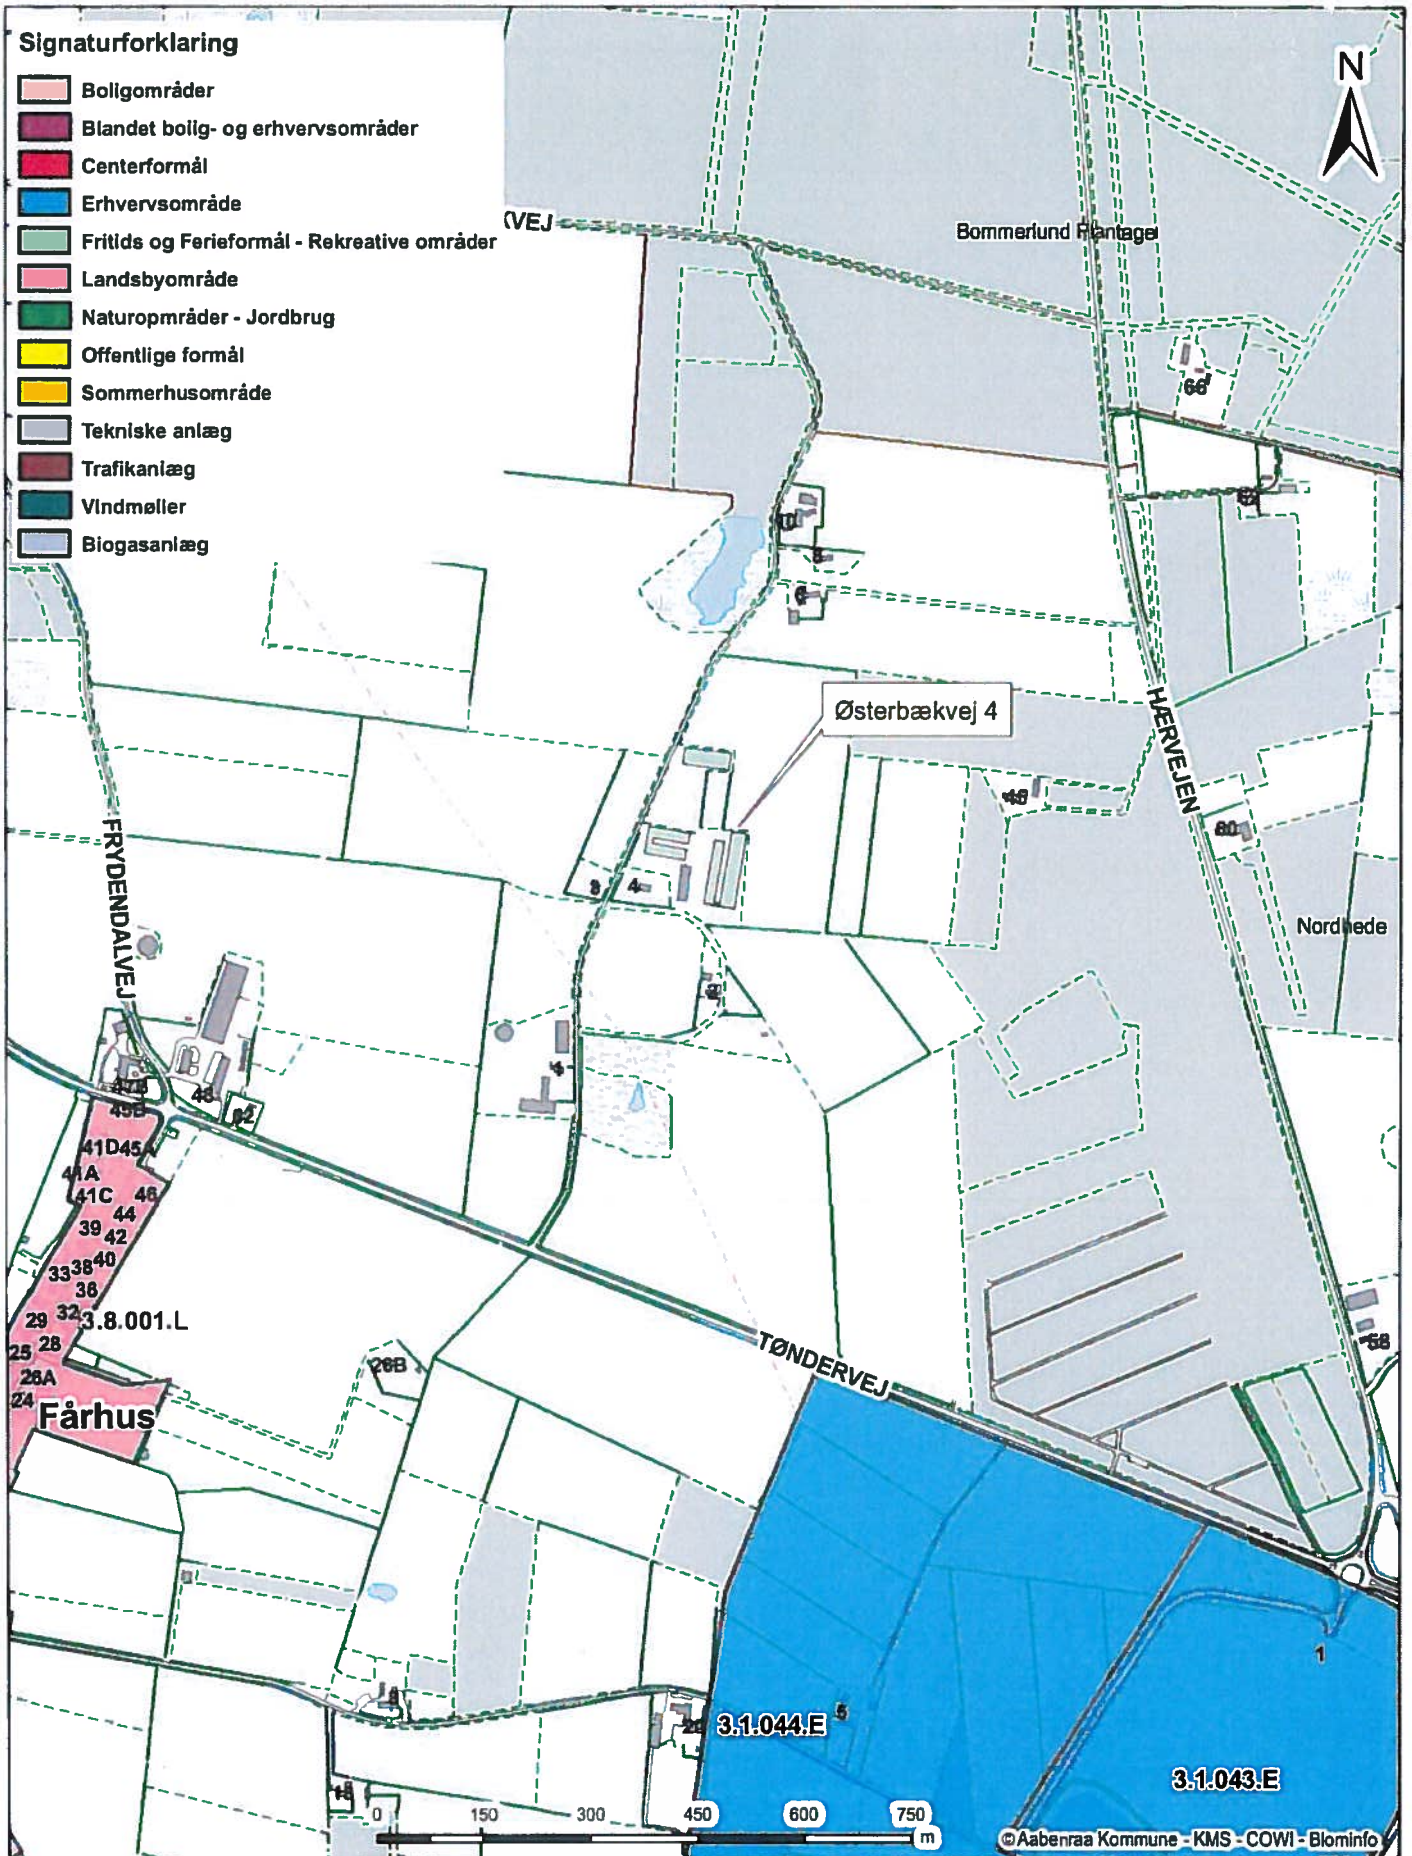 Signaturforklaring
Boligområder
Blandet bolig- og erhvervsområder
Centerformål
Erhvervsområde
Fritids og Ferieformål - Rekreative områder
Landsbyområde
Naturopmråder - Jordbrug
Offentlige formål
Sommerhusområde
Tekniske anlæg
Trafikanlæg
Vindmøller
Biogasanlæg
N
KVEJ
Bommerlund Plantage
66
10
8
6
HÆRVEJEN
Østerbækvej 4
46
60
3
4
FRYDENDALVEJ
Nordhede
2
4
47B
48
45B
62
41D
45A
41A
41C
46
44
39
42
40
38
33
36
32
29
3.8.001.L
28
25
26A
26B
24
Fårhus
TØNDERVEJ
58
1
5
3.1.044.E
20
3.1.043.E
0 150 300 450 600 750
m
©Aabenraa Kommune - KMS - COWI - Blominfo